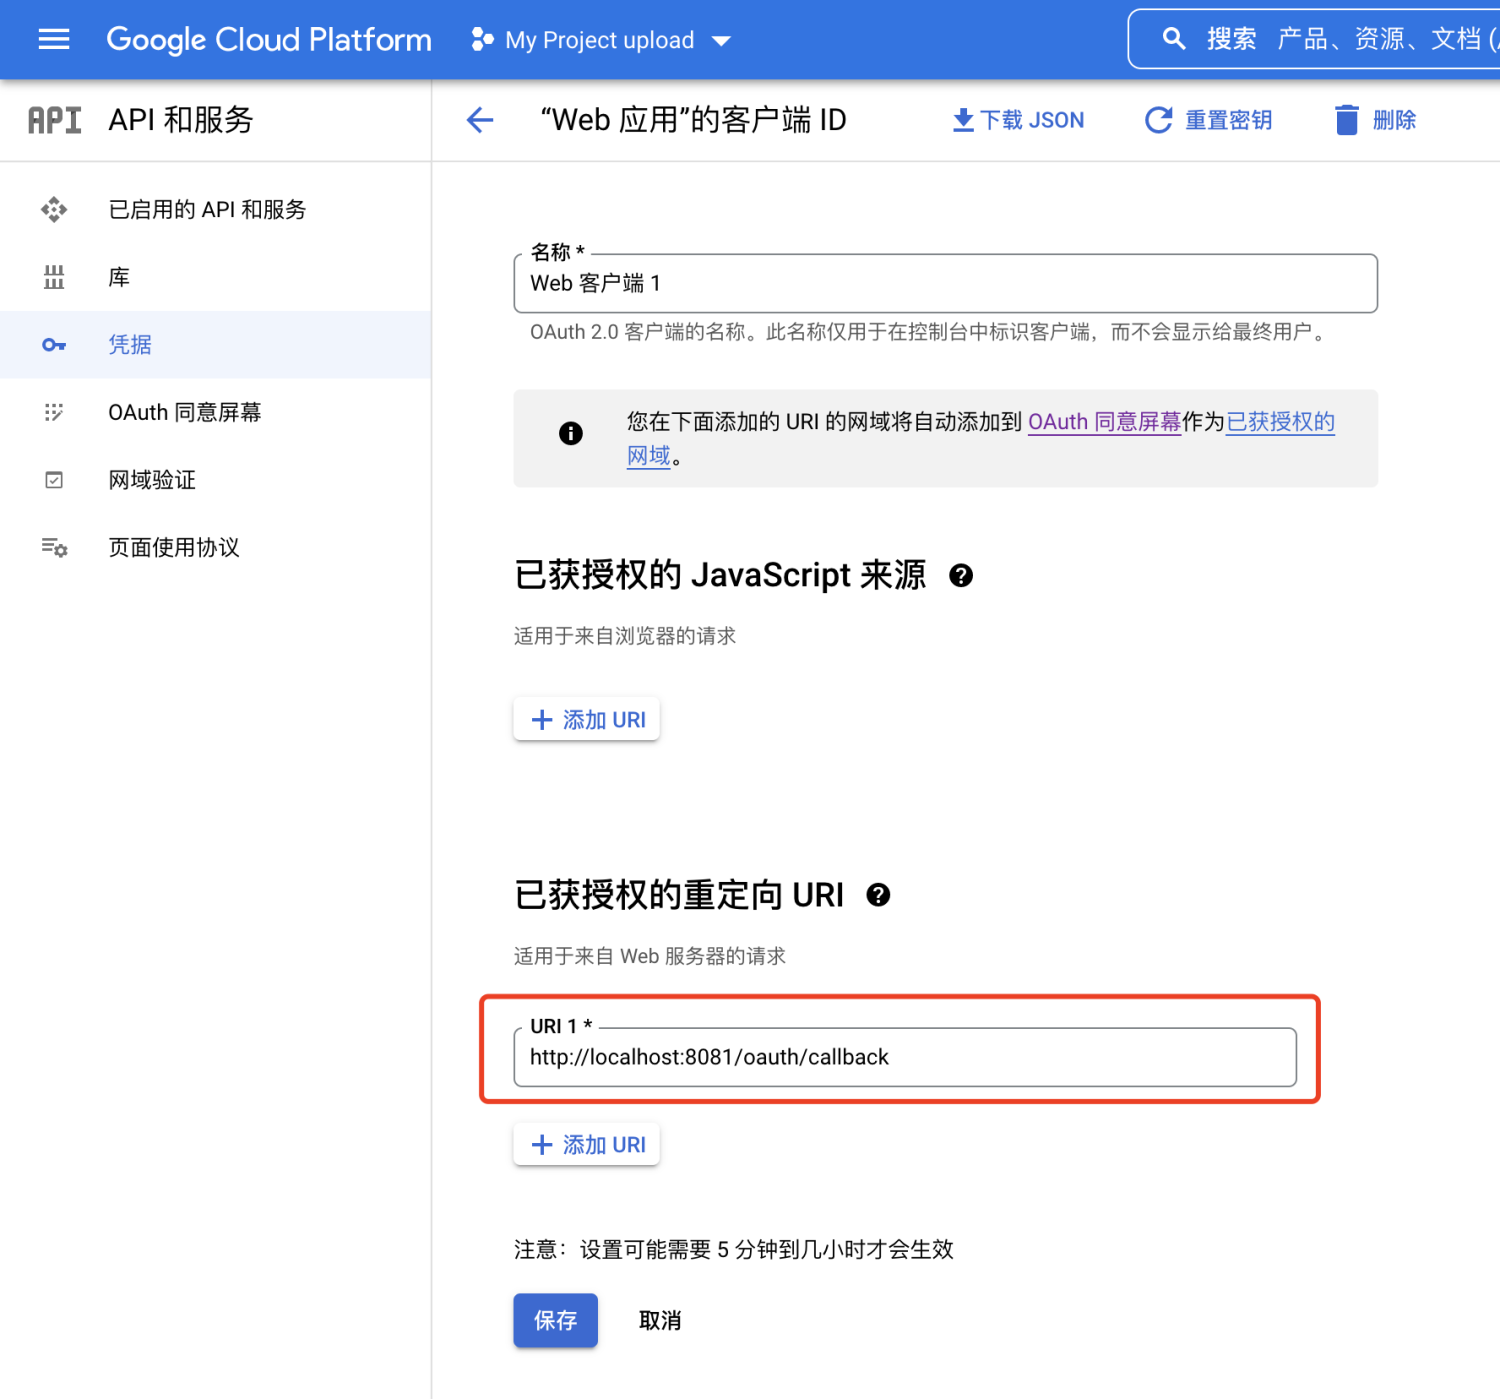 Google Cloud Platform
My Project upload
搜索 产品、资源、文档 (
API API 和服务
“Web 应用”的客户端 ID
下载 JSON
重置密钥
删除
已启用的 API 和服务
库
凭据
OAuth 同意屏幕
网域验证
页面使用协议
名称 *
Web 客户端 1
OAuth 2.0 客户端的名称。此名称仅用于在控制台中标识客户端，而不会显示给最终用户。
您在下面添加的 URI 的网域将自动添加到 OAuth 同意屏幕作为已获授权的
网域。
已获授权的 JavaScript 来源
适用于来自浏览器的请求
添加 URI
已获授权的重定向 URI
适用于来自 Web 服务器的请求
URI 1 *
http://localhost:8081/oauth/callback
添加 URI
注意：设置可能需要 5 分钟到几小时才会生效
保存
取消